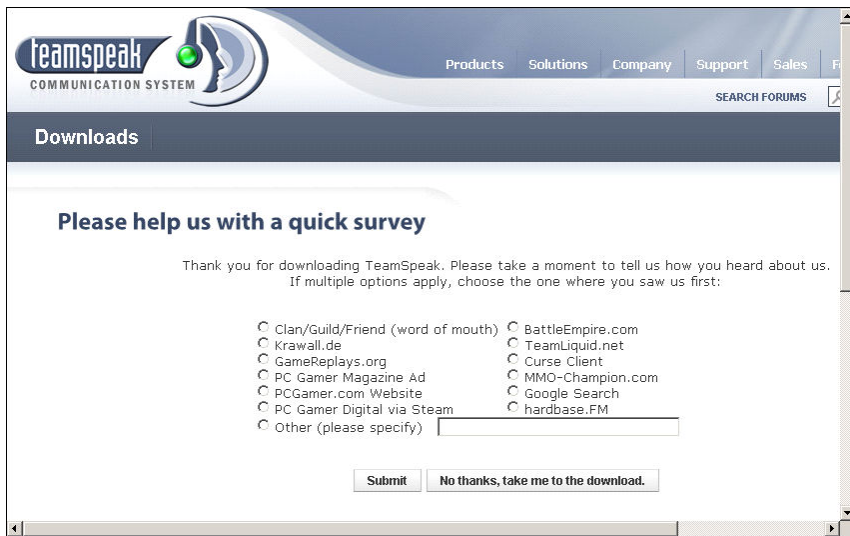 teamspeak
COMMUNICATION SYSTEM
Products Solutions Company Support Sales
SEARCH FORUMS
Downloads
Please help us with a quick survey
Thank you for downloading TeamSpeak. Please take a moment to tell us how you heard about us.
If multiple options apply, choose the one where you saw us first:
Clan/Guild/Friend (word of mouth) BattleEmpire.com
Krawall.de TeamLiquid.net
GameReplays.org Curse Client
PC Gamer Magazine Ad MMO-Champion.com
PCGamer.com Website Google Search
PC Gamer Digital via Steam hardbase.FM
Other (please specify)
Submit No thanks, take me to the download.